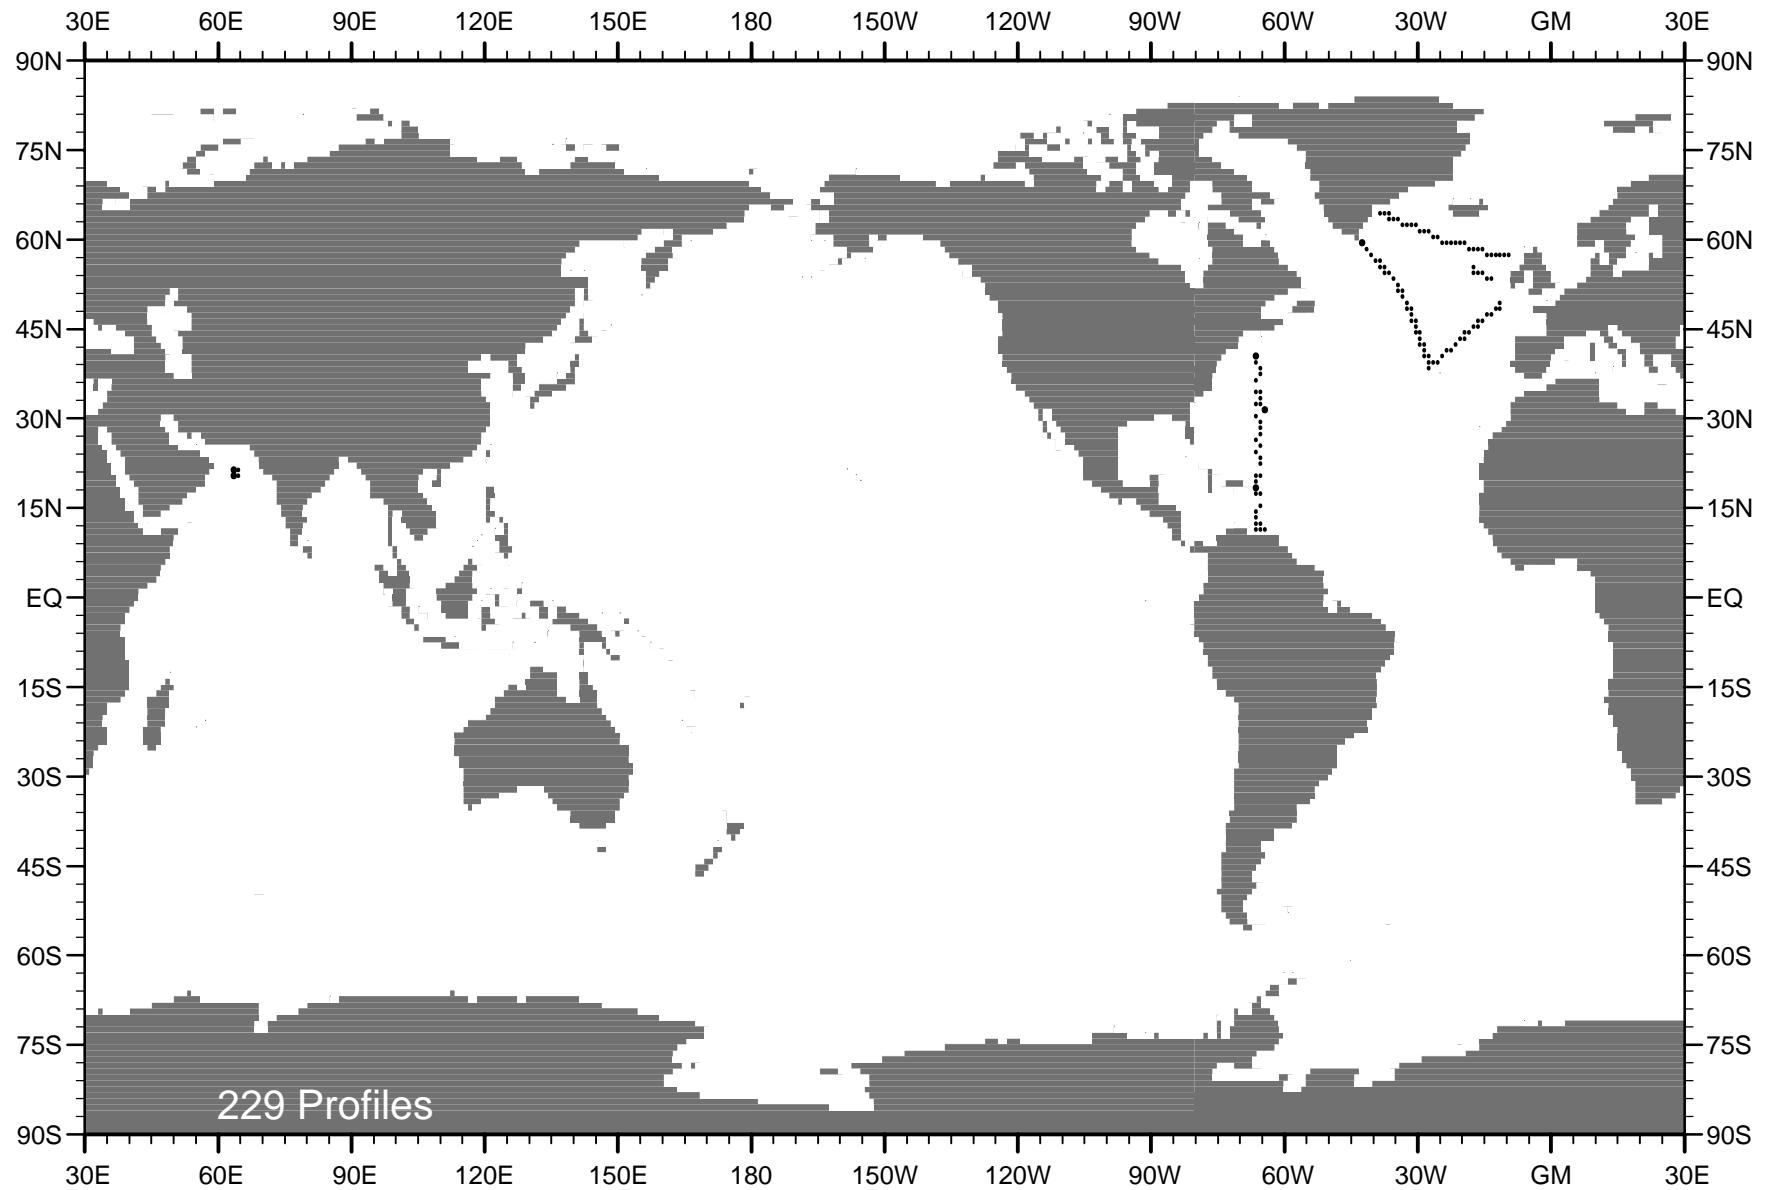 30E 60E 90E 120E 150E 180 150W 120W 90W 60W 30W GM 30E
90N 90N
75N 75N
60N 60N
45N 45N
30N 30N
15N 15N
EQ EQ
15S 15S
30S 30S
45S 45S
60S 60S
75S 75S
229 Profiles
90S 90S
30E 60E 90E 120E 150E 180 150W 120W 90W 60W 30W GM 30E